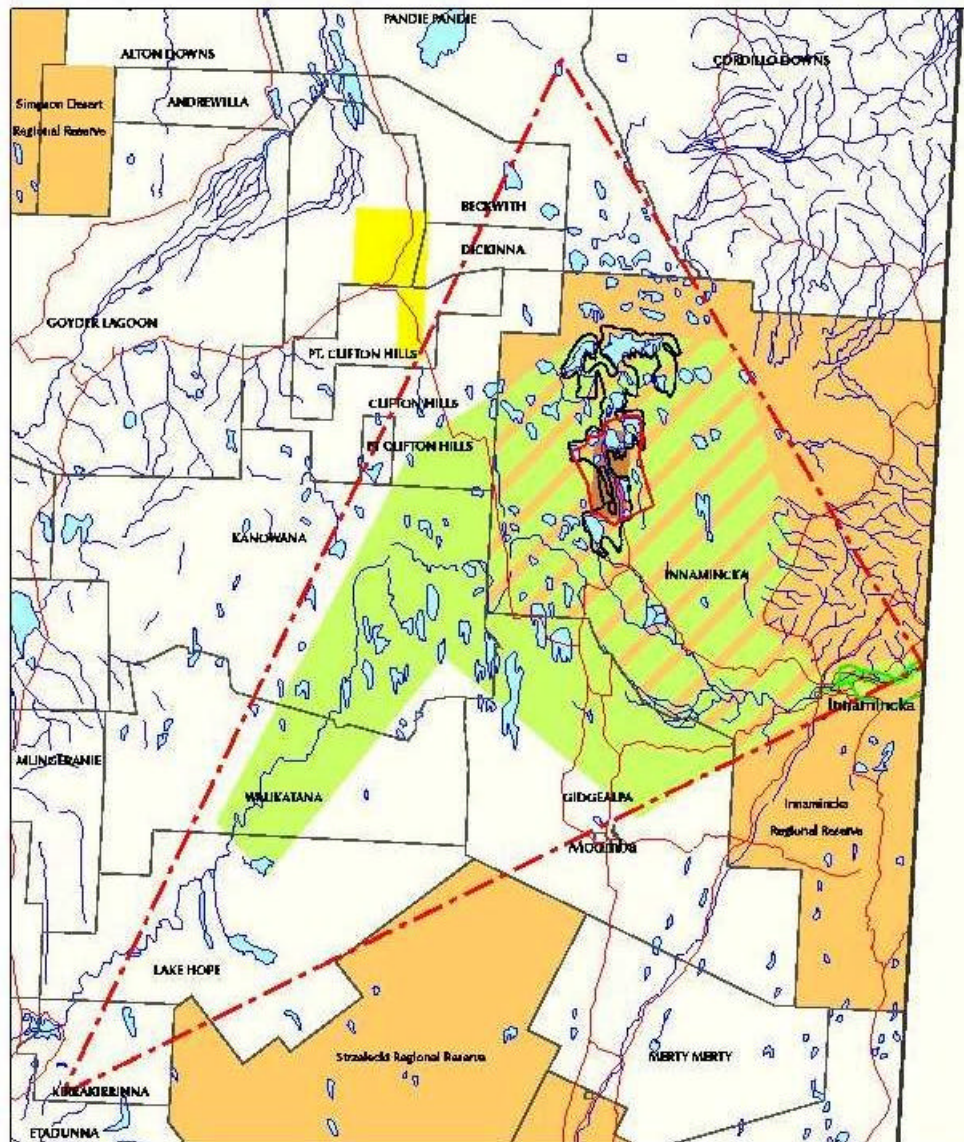 PANDIE PANDIE
ALTON DOWNS
CORDILLO DOWNS
ANDREWILLA
Simpson Desert
Regional Reserve
BECKWITH
DICKINNA
GOYDER LAGOON
PT. CLIFTON HILLS
CLIFTON HILLS
PT CLIFTON HILLS
KANOWANA
INNAMINCKA
Innamincka
MUNGERANIE
WAUKATANA
GIDGEALPA
Innamincka
Regional Reserve
Moomba
LAKE HOPE
Strzelecki Regional Reserve
MERTY MERTY
KIRRAKIRRINNA
ETADUNNA